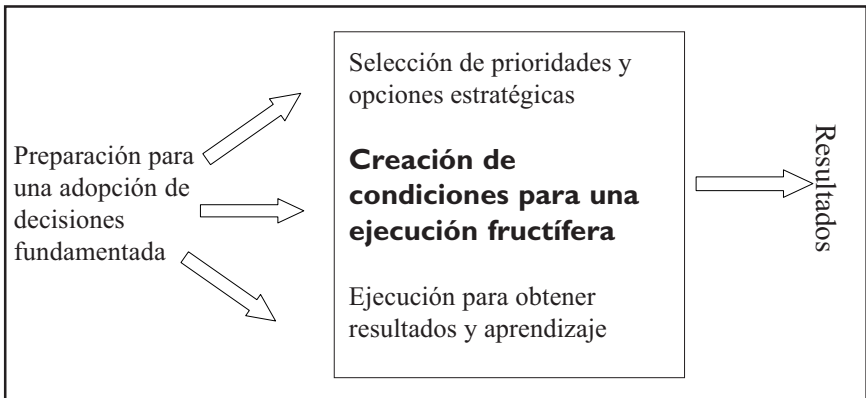 Preparación para
una adopción de
decisiones
fundamentada
Selección de prioridades y
opciones estratégicas
Creación de
condiciones para una
ejecución fructífera
Ejecución para obtener
resultados y aprendizaje
Resultados